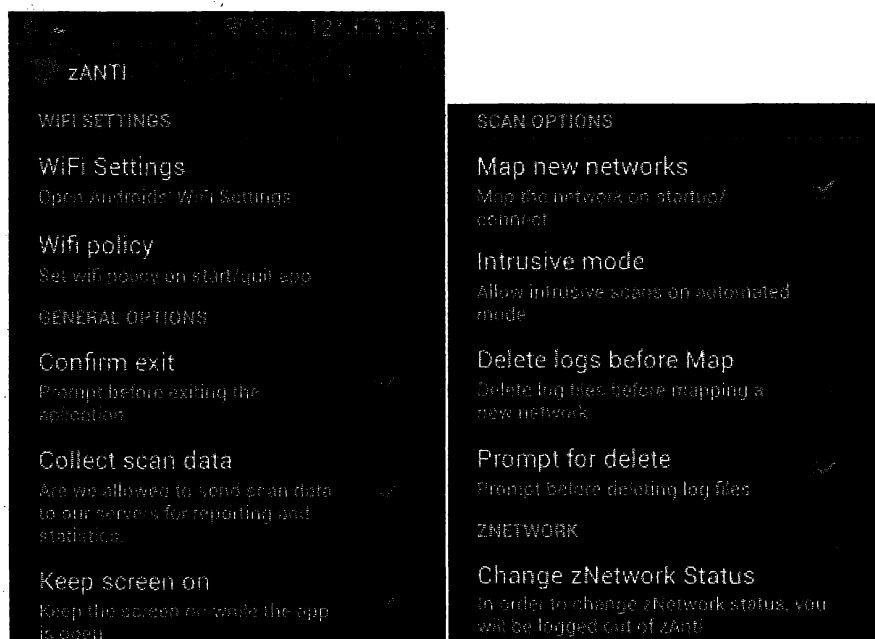 12% 19:28
zANTI
WIFI SETTINGS
WiFi Settings
Open Androids' WiFi Settings
Wifi policy
Set wifi policy on start/quit app
GENERAL OPTIONS
Confirm exit
Prompt before exiting the
aplication
Collect scan data
Are we allowed to send scan data
to our servers for reporting and
statistics.
Keep screen on
Keep the screen on while the app
is open
SCAN OPTIONS
Map new networks
Map the network on startup/
connect
Intrusive mode
Allow intrusive scans on automated
mode
Delete logs before Map
Delete log files before mapping a
new network
Prompt for delete
Prompt before deleting log files
ZNETWORK
Change zNetwork Status
In order to change zNetwork status, you
will be logged out of zAnti